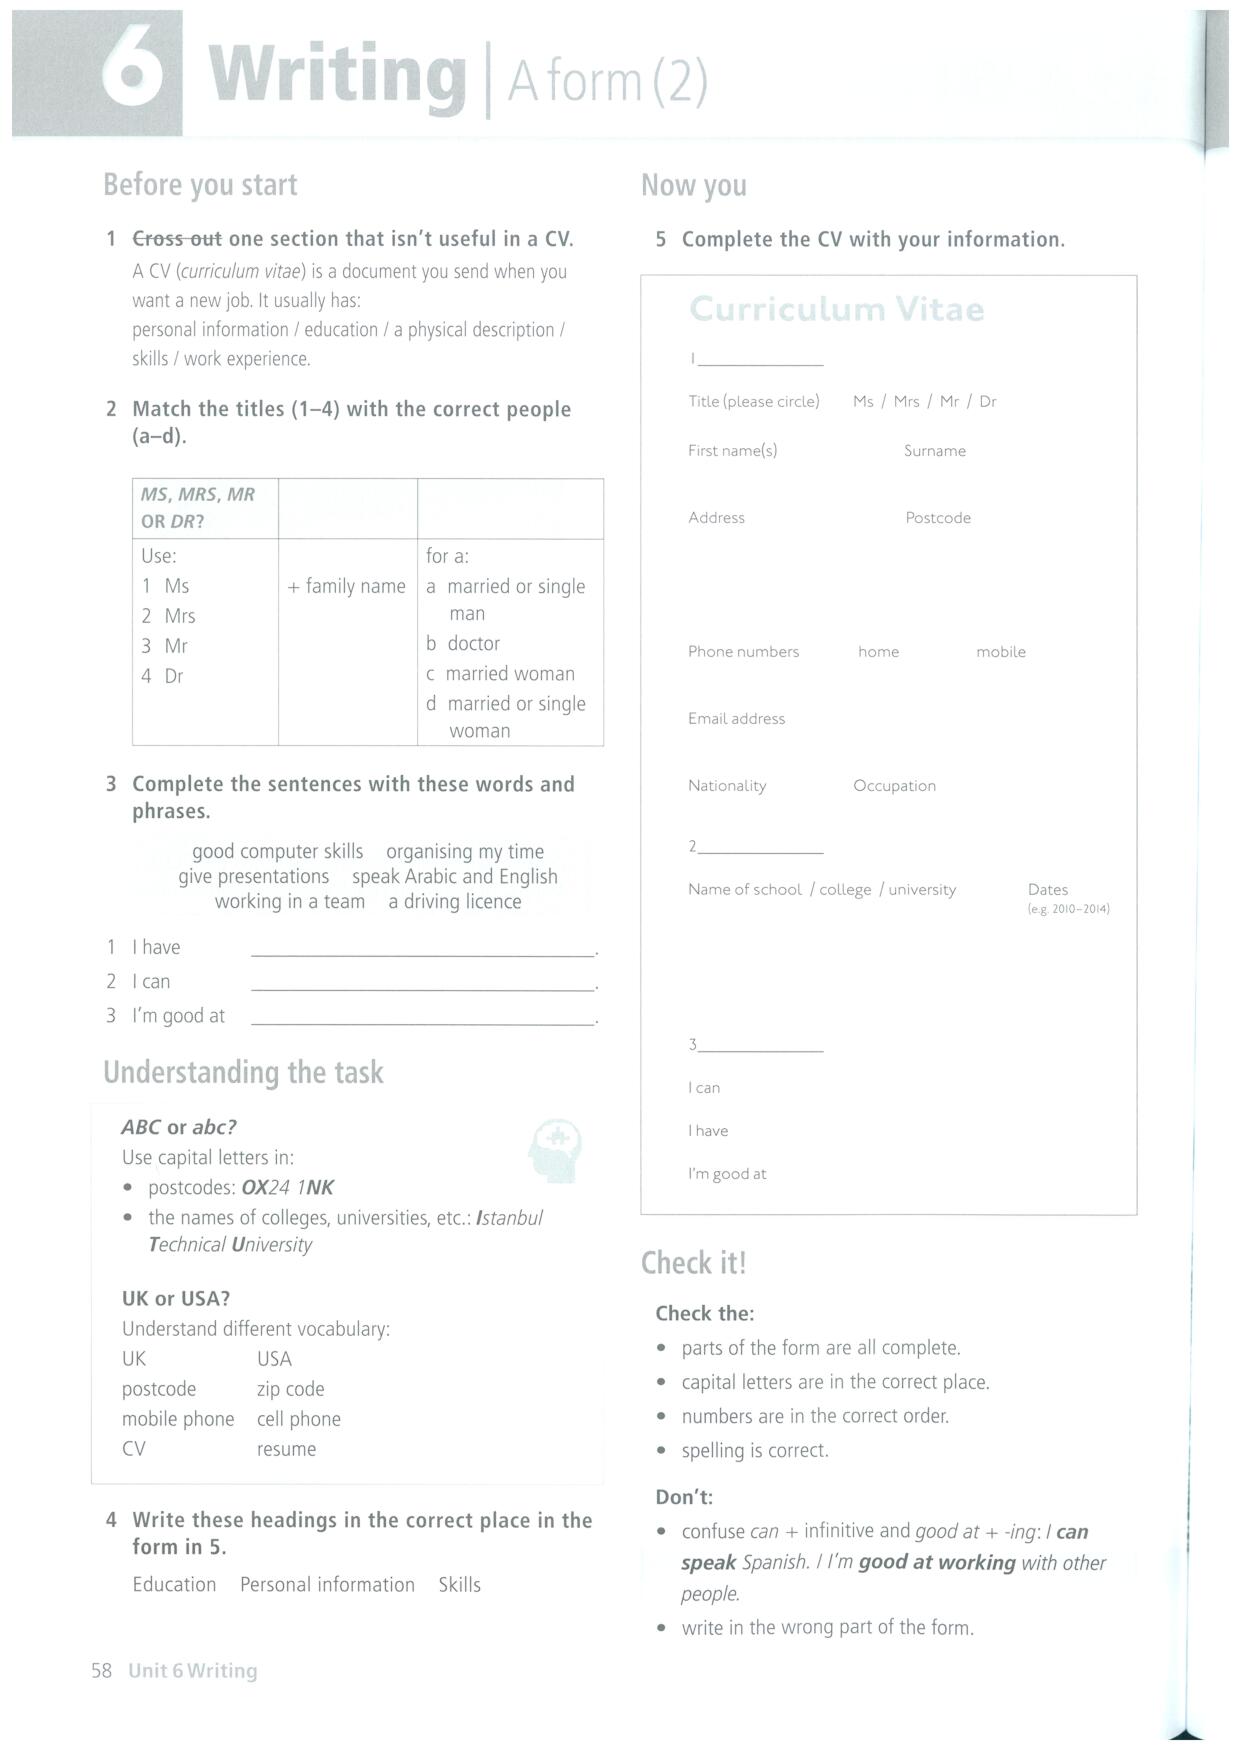 6 Writing | A form (2)
Before you start
1 Cross out one section that isn't useful in a CV.
A CV (curriculum vitae) is a document you send when you
want a new job. It usually has:
personal information / education / a physical description /
skills / work experience.
2 Match the titles (1–4) with the correct people
(a–d).
MS, MRS, MR
OR DR?
Use:
1 Ms
2 Mrs
3 Mr
4 Dr
+ family name
for a:
a married or single
man
b doctor
c married woman
d married or single
woman
3 Complete the sentences with these words and
phrases.
good computer skills organising my time
give presentations speak Arabic and English
working in a team a driving licence
1 I have ______.
2 I can ______.
3 I'm good at ______.
Understanding the task
ABC or abc?
Use capital letters in:
• postcodes: OX24 1NK
• the names of colleges, universities, etc.: Istanbul
Technical University
UK or USA?
Understand different vocabulary:
UK USA
postcode zip code
mobile phone cell phone
CV resume
4 Write these headings in the correct place in the
form in 5.
Education Personal information Skills
58 Unit 6 Writing
Now you
5 Complete the CV with your information.
Curriculum Vitae
1______
Title (please circle) Ms / Mrs / Mr / Dr
First name(s) Surname
Address Postcode
Phone numbers home mobile
Email address
Nationality Occupation
2______
Name of school / college / university Dates
(e.g. 2010–2014)
3______
I can
I have
I'm good at
Check it!
Check the:
• parts of the form are all complete.
• capital letters are in the correct place.
• numbers are in the correct order.
• spelling is correct.
Don't:
• confuse can + infinitive and good at + -ing: I can
speak Spanish. / I'm good at working with other
people.
• write in the wrong part of the form.